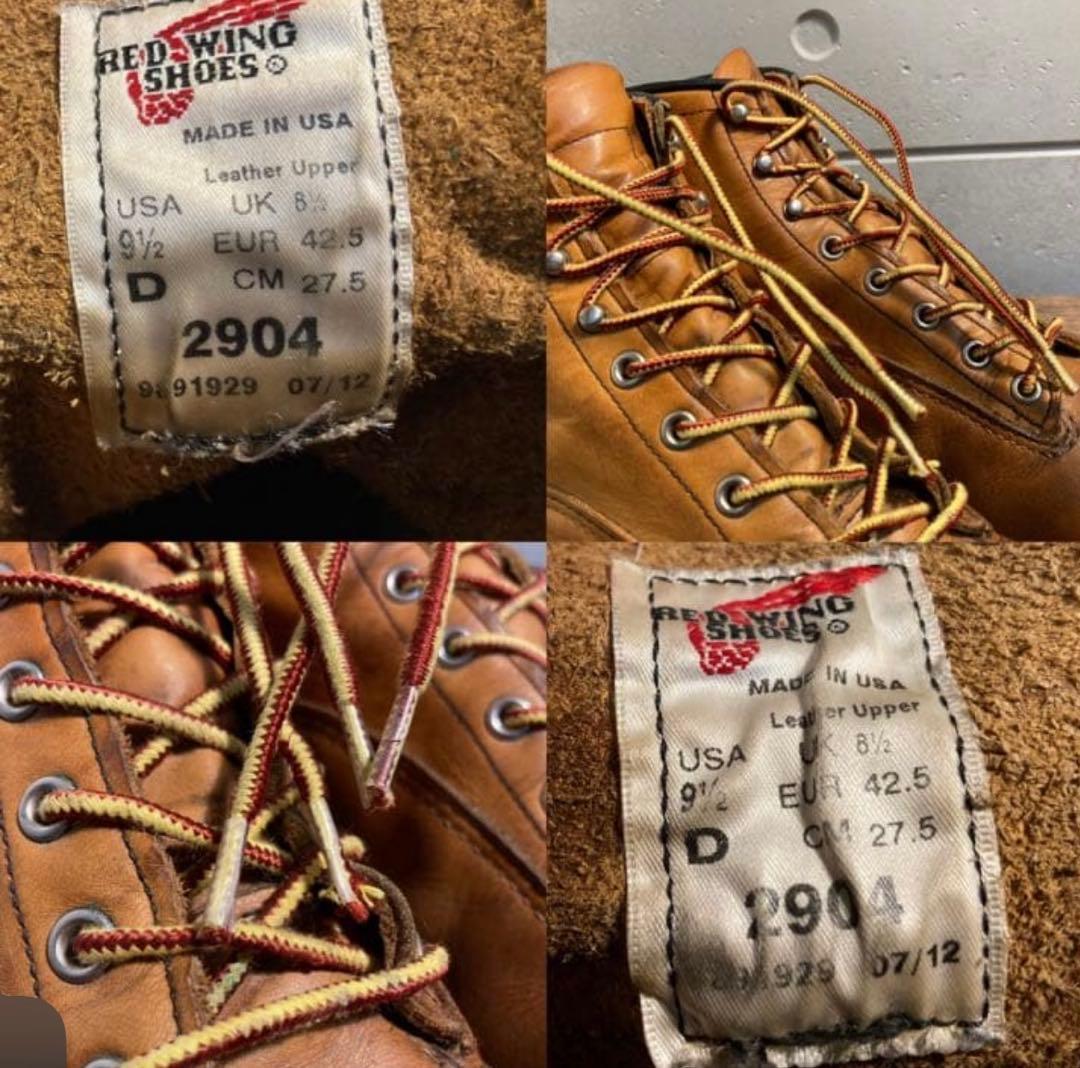 RED WING
SHOES®
MADE IN USA
Leather Upper
USA UK 8½
9½ EUR 42.5
D CM 27.5
2904
07/12
RED WING
SHOES®
MADE IN USA
Leather Upper
USA UK 8½
9½ EUR 42.5
D CM 27.5
2904
07/12